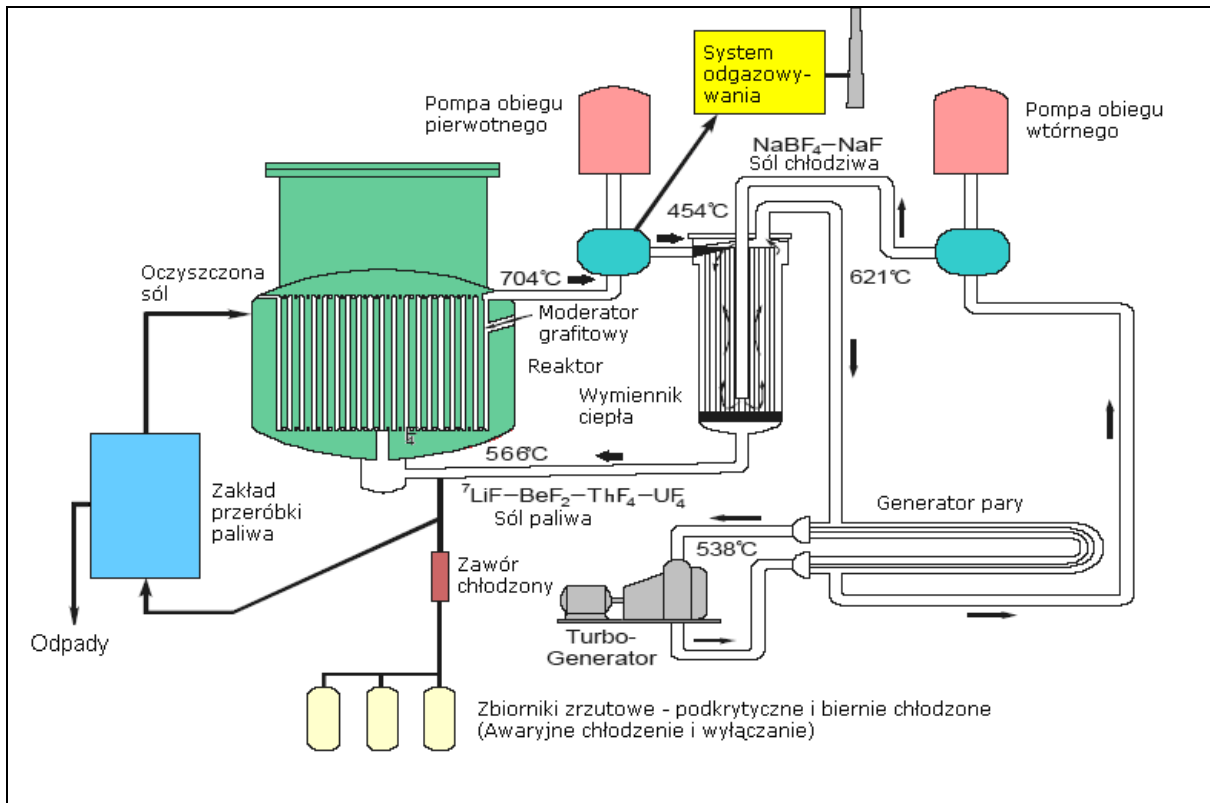 System
odgazowy-
wania
Pompa obiegu
pierwotnego
Pompa obiegu
wtórnego
NaBF₄–NaF
Sól chłodziwa
454°C
Oczyszczona
sól
704°C
621°C
Moderator
grafitowy
Reaktor
Wymiennik
ciepła
566°C
⁷LiF–BeF₂–ThF₄–UF₄
Sól paliwa
Zakład
przeróbki
paliwa
Generator pary
538°C
Zawór
chłodzony
Odpady
Turbo-
Generator
Zbiorniki zrzutowe - podkrytyczne i biernie chłodzone
(Awaryjne chłodzenie i wyłączanie)